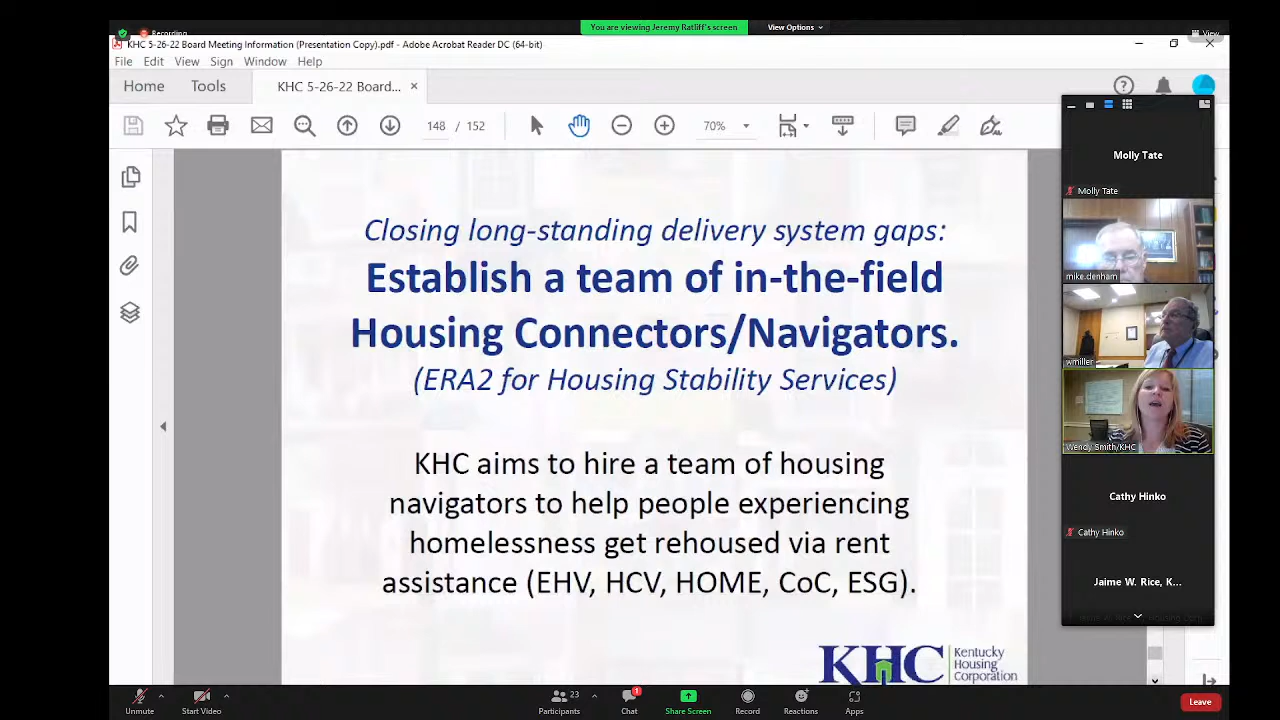 Recording
You are viewing Jeremy Ratliff's screen
View Options
View
KHC 5-26-22 Board Meeting Information (Presentation Copy).pdf - Adobe Acrobat Reader DC (64-bit)
File Edit View Sign Window Help
Home Tools KHC 5-26-22 Board... ×
148 / 152 70%
Closing long-standing delivery system gaps:
Establish a team of in-the-field
Housing Connectors/Navigators.
(ERA2 for Housing Stability Services)
KHC aims to hire a team of housing
navigators to help people experiencing
homelessness get rehoused via rent
assistance (EHV, HCV, HOME, CoC, ESG).
KHC Kentucky
Housing
Corporation
Molly Tate
Molly Tate
mike.denham
wmiller
Wendy Smith/KHC
Cathy Hinko
Cathy Hinko
Jaime W. Rice, K...
Unmute
Start Video
23
Participants
1
Chat
Share Screen
Record
Reactions
Apps
Leave